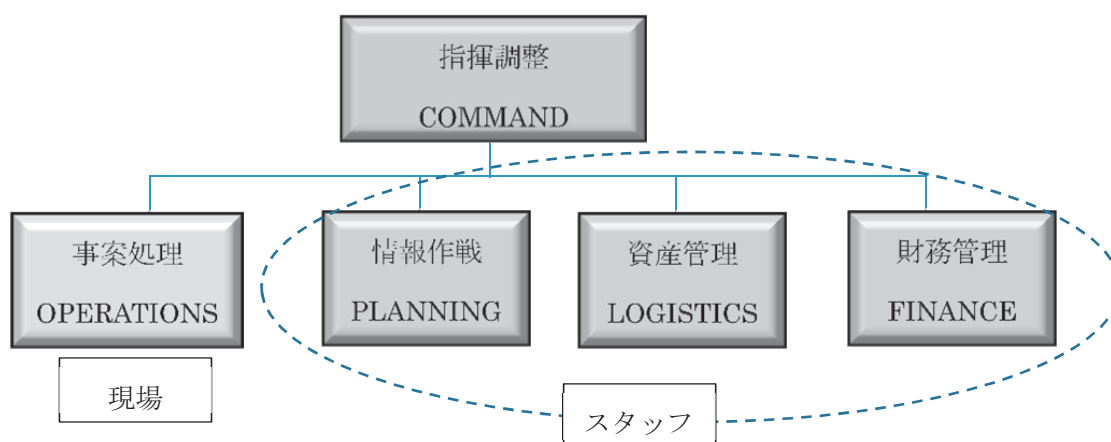 指揮調整
COMMAND
事案処理
OPERATIONS
情報作戦
PLANNING
資産管理
LOGISTICS
財務管理
FINANCE
現場
スタッフ